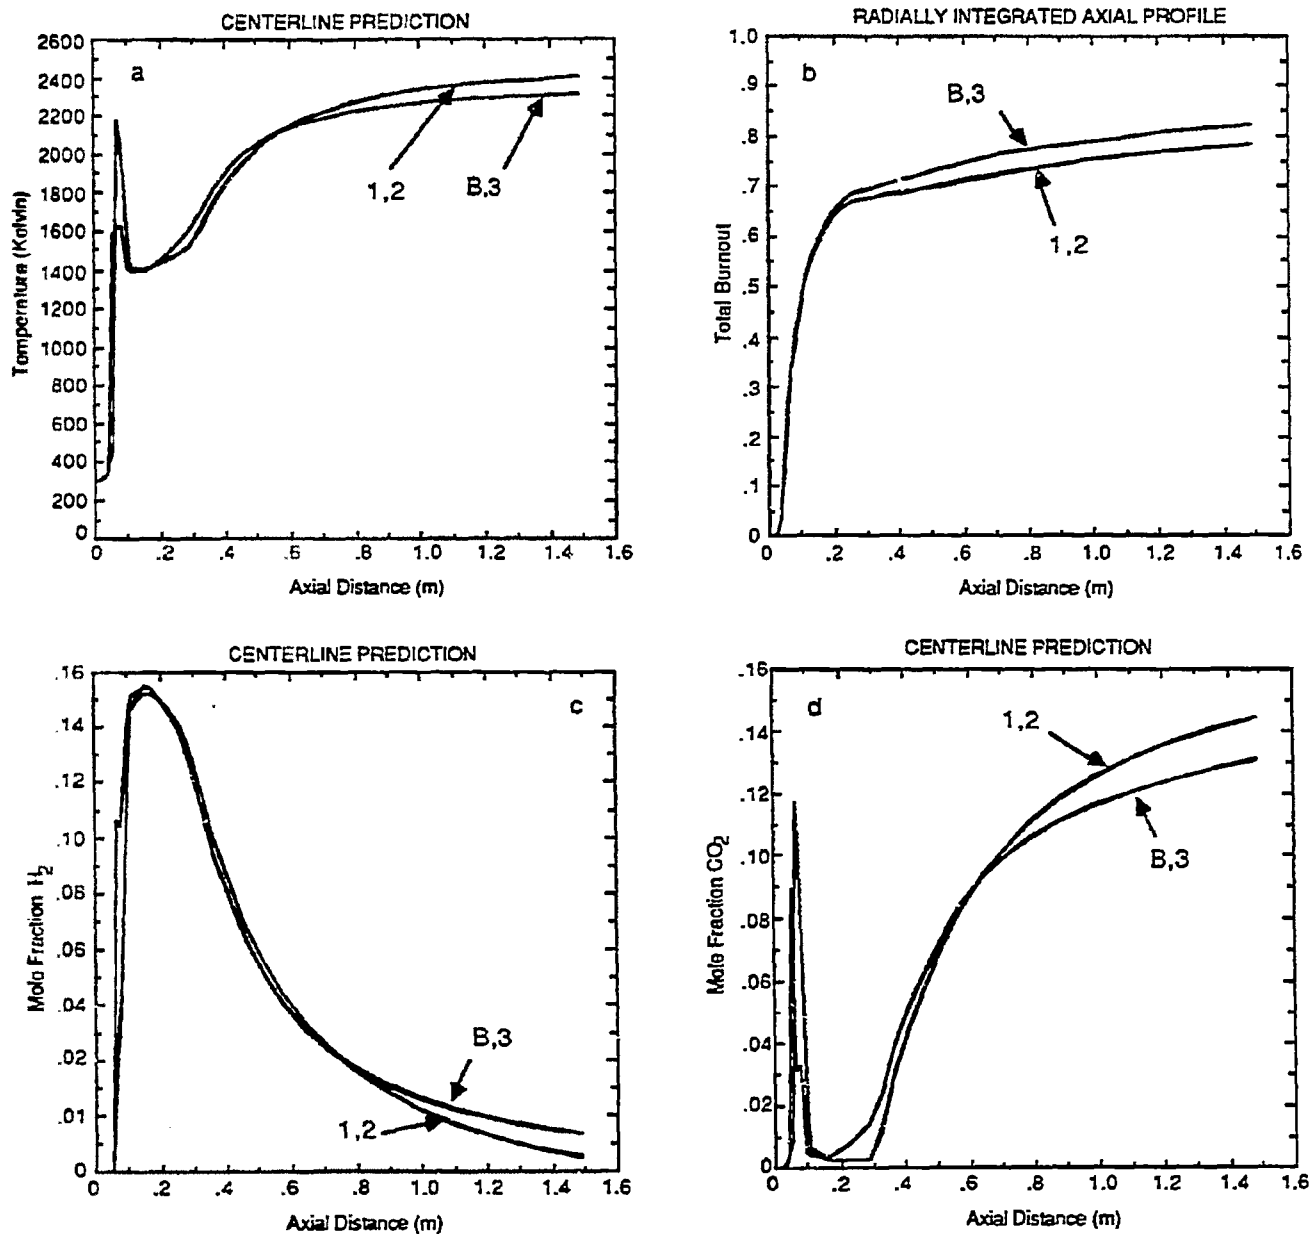 CENTERLINE PREDICTION
a
2600
2400
2200
2000
1800
1600
1400
1200
1000
800
600
400
200
0
Temperature (Kelvin)
1,2
B,3
0 .2 .4 .6 .8 1.0 1.2 1.4 1.6
Axial Distance (m)
RADIALLY INTEGRATED AXIAL PROFILE
b
1.0
.9
.8
.7
.6
.5
.4
.3
.2
.1
0
Total Burnout
B,3
1,2
0 .2 .4 .6 .8 1.0 1.2 1.4 1.6
Axial Distance (m)
CENTERLINE PREDICTION
c
.16
.14
.12
.10
.08
.06
.04
.02
.01
0
Mole Fraction H2
B,3
1,2
0 .2 .4 .6 .8 1.0 1.2 1.4 1.6
Axial Distance (m)
CENTERLINE PREDICTION
d
.16
.14
.12
.10
.08
.06
.04
.02
0
Mole Fraction CO2
1,2
B,3
0 .2 .4 .6 .8 1.0 1.2 1.4 1.6
Axial Distance (m)